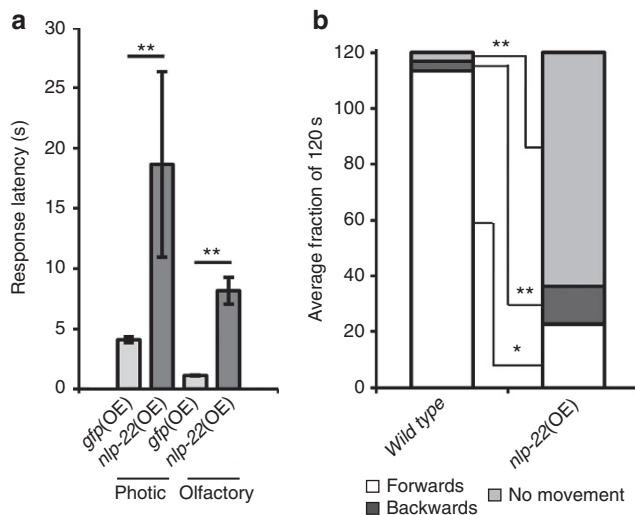 a
Response latency (s)
30
25
20
15
10
5
0
**
**
gfp(OE)
nlp-22(OE)
gfp(OE)
nlp-22(OE)
Photic
Olfactory
b
Average fraction of 120 s
120
100
80
60
40
20
0
**
**
*
Wild type
nlp-22(OE)
Forwards
Backwards
No movement